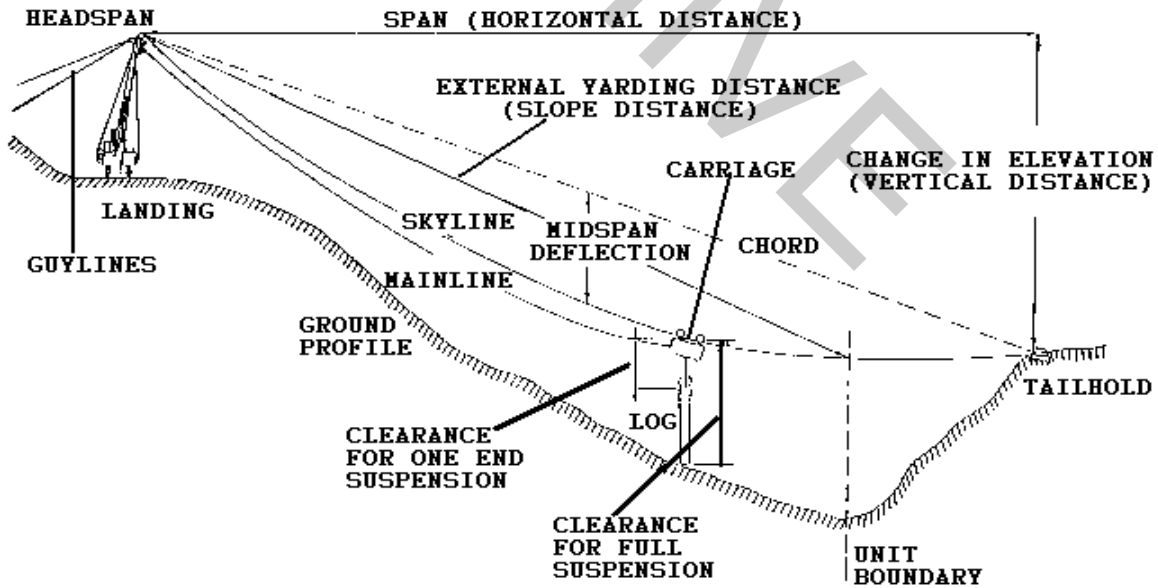 HEADSPAN
SPAN (HORIZONTAL DISTANCE)
EXTERNAL YARDING DISTANCE
(SLOPE DISTANCE)
CARRIAGE
CHANGE IN ELEVATION
(VERTICAL DISTANCE)
LANDING
SKYLINE
MIDSPAN
DEFLECTION
CHORD
GUYLINES
MAINLINE
GROUND
PROFILE
TAILHOLD
LOG
CLEARANCE
FOR ONE END
SUSPENSION
CLEARANCE
FOR FULL
SUSPENSION
UNIT
BOUNDARY